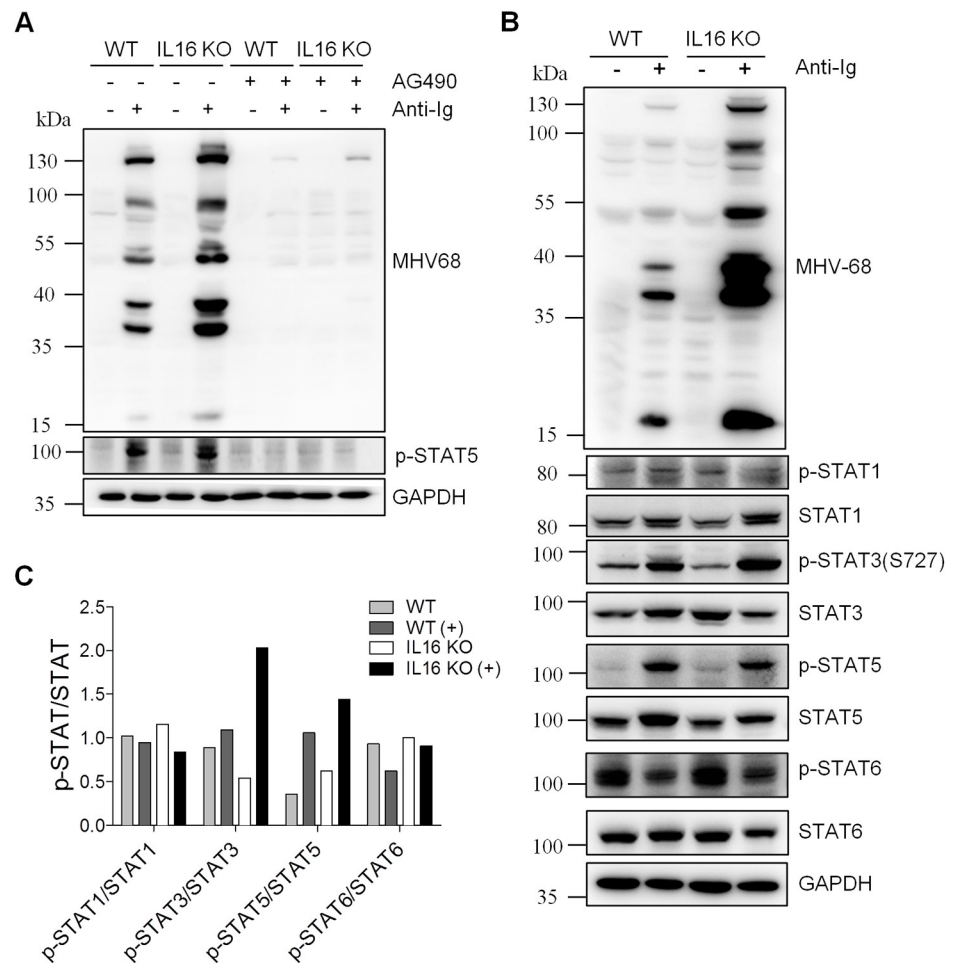 A
WT IL16 KO WT IL16 KO
- - - - + + + + AG490
- + - + - + - + Anti-Ig
kDa
130
100
55
MHV68
40
35
15
100 p-STAT5
35 GAPDH
B
WT IL16 KO
- + - + Anti-Ig
kDa
130
100
55
40
MHV-68
35
15
80 p-STAT1
80 STAT1
100 p-STAT3(S727)
100 STAT3
100 p-STAT5
100 STAT5
100 p-STAT6
100 STAT6
35 GAPDH
C
p-STAT/STAT
2.5
2.0
1.5
1.0
0.5
0.0
WT
WT (+)
IL16 KO
IL16 KO (+)
p-STAT1/STAT1
p-STAT3/STAT3
p-STAT5/STAT5
p-STAT6/STAT6